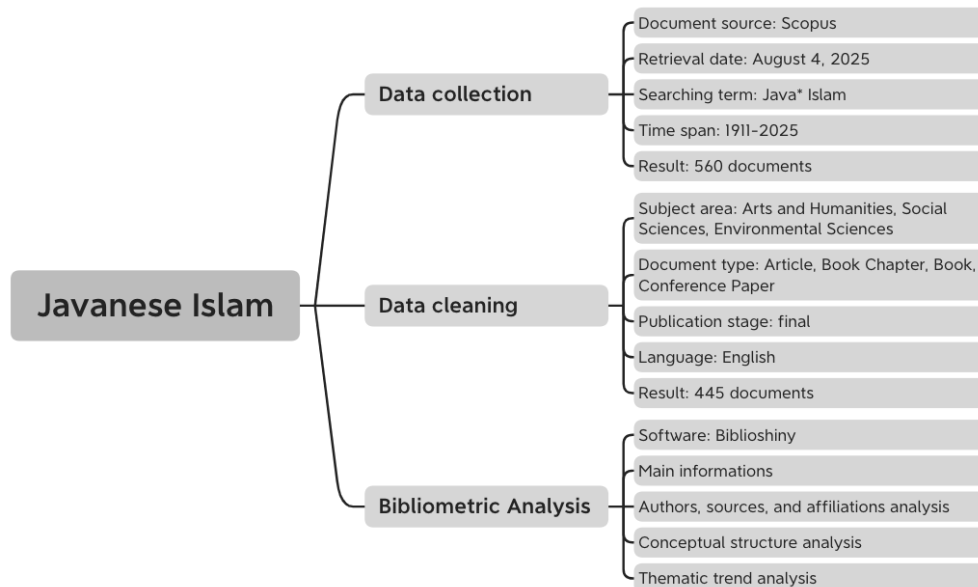 Javanese Islam
Data collection
Document source: Scopus
Retrieval date: August 4, 2025
Searching term: Java* Islam
Time span: 1911-2025
Result: 560 documents
Data cleaning
Subject area: Arts and Humanities, Social
Sciences, Environmental Sciences
Document type: Article, Book Chapter, Book,
Conference Paper
Publication stage: final
Language: English
Result: 445 documents
Bibliometric Analysis
Software: Biblioshiny
Main informations
Authors, sources, and affiliations analysis
Conceptual structure analysis
Thematic trend analysis